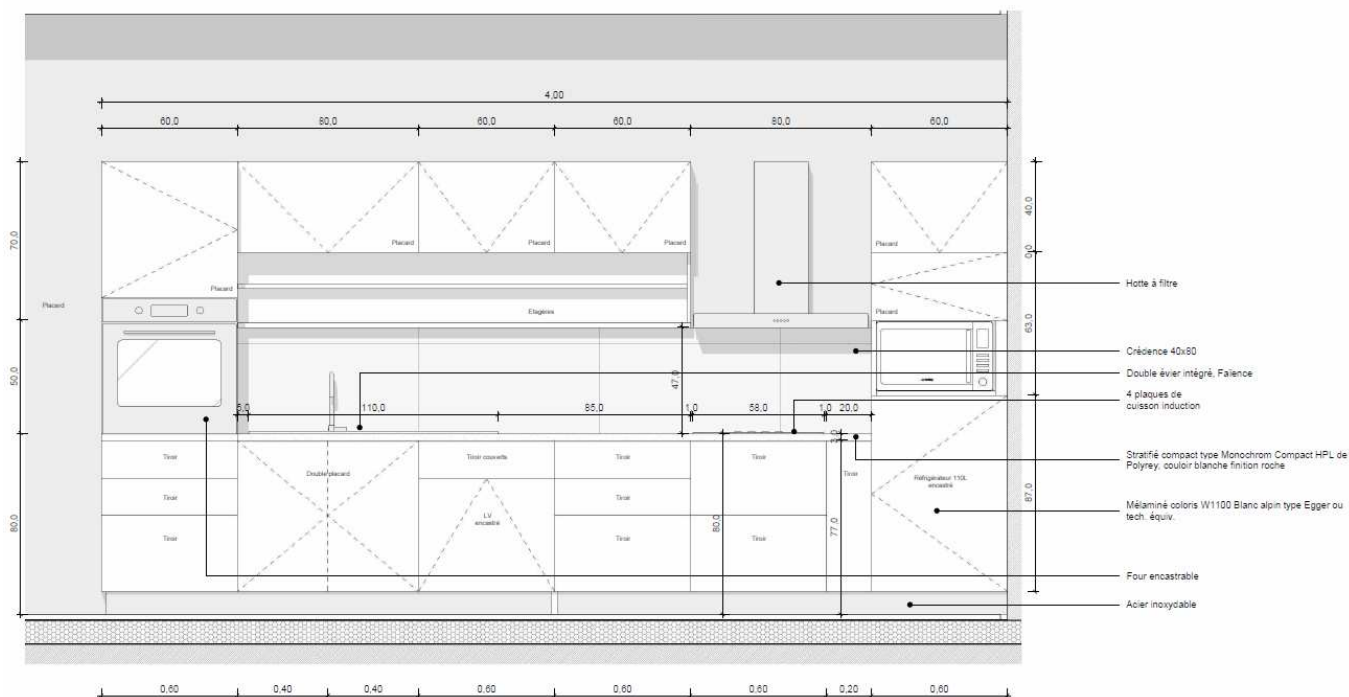 4,00
60,0 80,0 60,0 60,0 80,0 60,0
70,0
50,0
80,0
40,0
0,0
63,0
87,0
Placard
Placard
Placard
Placard
Placard
Placard
Placard
Etagères
Hotte à filtre
Crédence 40x80
Double évier intégré, Faïence
4 plaques de
cuisson induction
47,0
5,0 110,0 85,0 1,0 58,0 1,0 20,0
3,0
Stratifié compact type Monochrom Compact HPL de
Polyrey, couloir blanche finition roche
Tiroir
Double placard
Tiroir couverts
Tiroir
Tiroir
Tiroir
Réfrigérateur 110L
encastré
Tiroir
LV
encastré
Mélaminé coloris W1100 Blanc alpin type Egger ou
tech. équiv.
80,0
77,0
Tiroir
Tiroir
Tiroir
Four encastrable
Acier inoxydable
0,60 0,40 0,40 0,60 0,60 0,60 0,20 0,60